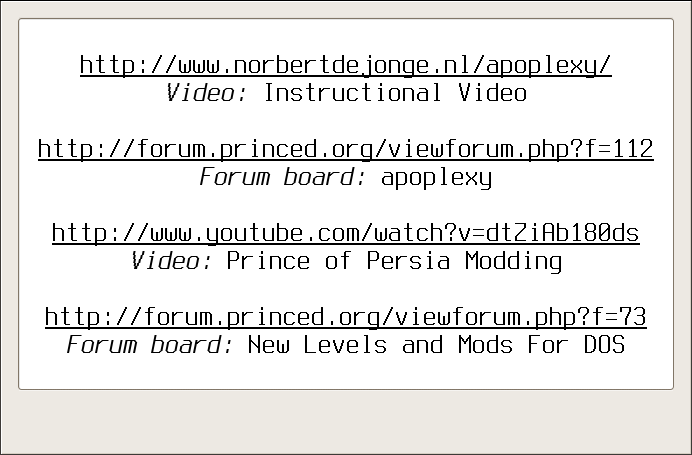 http://www.norbertdejonge.nl/apoplexy/
Video: Instructional Video
http://forum.princed.org/viewforum.php?f=112
Forum board: apoplexy
http://www.youtube.com/watch?v=dtZiAb180ds
Video: Prince of Persia Modding
http://forum.princed.org/viewforum.php?f=73
Forum board: New Levels and Mods For DOS